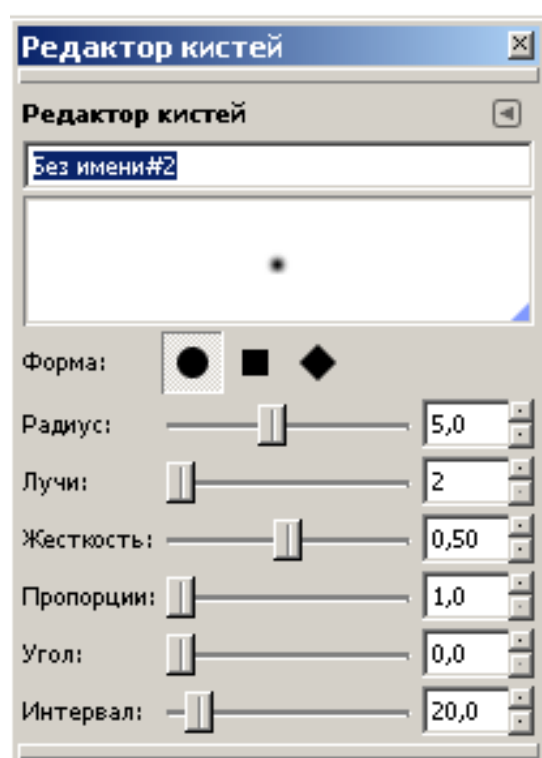 Редактор кистей
Редактор кистей
Без имени#2
Форма:
Радиус: 5,0
Лучи: 2
Жесткость: 0,50
Пропорции: 1,0
Угол: 0,0
Интервал: 20,0